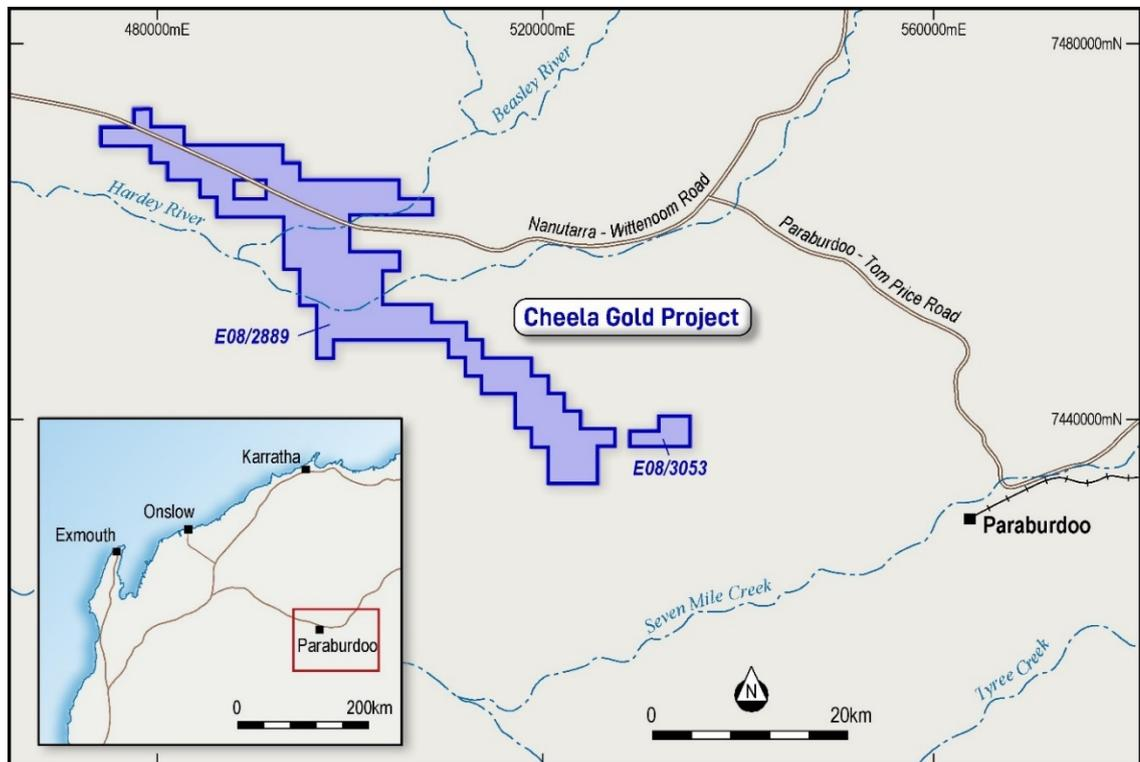 480000mE
520000mE
560000mE
7480000mN
Beasley River
Hardey River
Nanutarra - Wittenoom Road
Paraburdoo - Tom Price Road
Cheela Gold Project
E08/2889
7440000mN
E08/3053
Paraburdoo
Seven Mile Creek
Tyree Creek
N
0
20km
Karratha
Onslow
Exmouth
Paraburdoo
0
200km